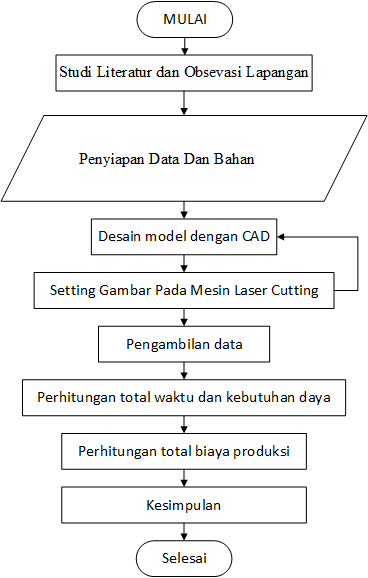 MULAI
Studi Literatur dan Obsevasi Lapangan
Penyiapan Data Dan Bahan
Desain model dengan CAD
Setting Gambar Pada Mesin Laser Cutting
Pengambilan data
Perhitungan total waktu dan kebutuhan daya
Perhitungan total biaya produksi
Kesimpulan
Selesai